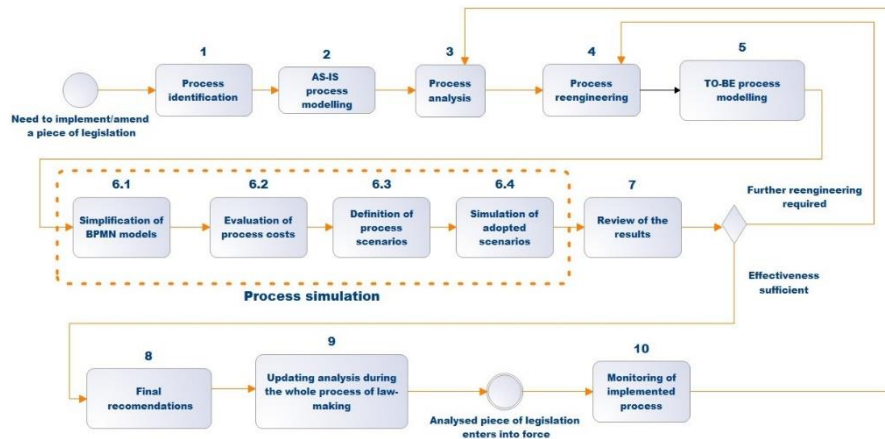 1
Process
identification
2
AS-IS
process
modelling
3
Process
analysis
4
Process
reengineering
5
TO-BE process
modelling
Need to implement/amend
a piece of legislation
6.1
Simplification of
BPMN models
6.2
Evaluation of
process costs
6.3
Definition of
process scenarios
6.4
Simulation of
adopted scenarios
7
Review of the
results
Further reengineering
required
Process simulation
Effectiveness
sufficient
8
Final
recomendations
9
Updating analysis during
the whole process of law-
making
Analysed piece of legislation
enters into force
10
Monitoring of
implemented
process